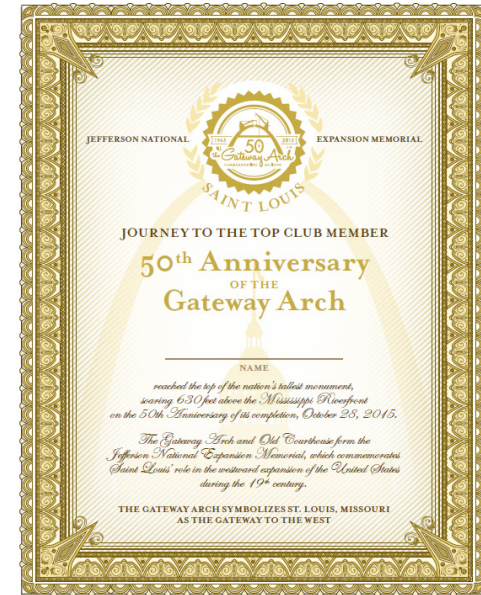 JEFFERSON NATIONAL
1965
50
2015
the Gateway Arch
EXPANSION MEMORIAL
SAINT LOUIS
JOURNEY TO THE TOP CLUB MEMBER
50th Anniversary
OF THE
Gateway Arch
NAME
reached the top of the nation's tallest monument,
soaring 630 feet above the Mississippi Riverfront
on the 50th Anniversary of its completion, October 28, 2015.
The Gateway Arch and Old Courthouse form the
Jefferson National Expansion Memorial, which commemorates
Saint Louis' role in the westward expansion of the United States
during the 19th century.
THE GATEWAY ARCH SYMBOLIZES ST. LOUIS, MISSOURI
AS THE GATEWAY TO THE WEST